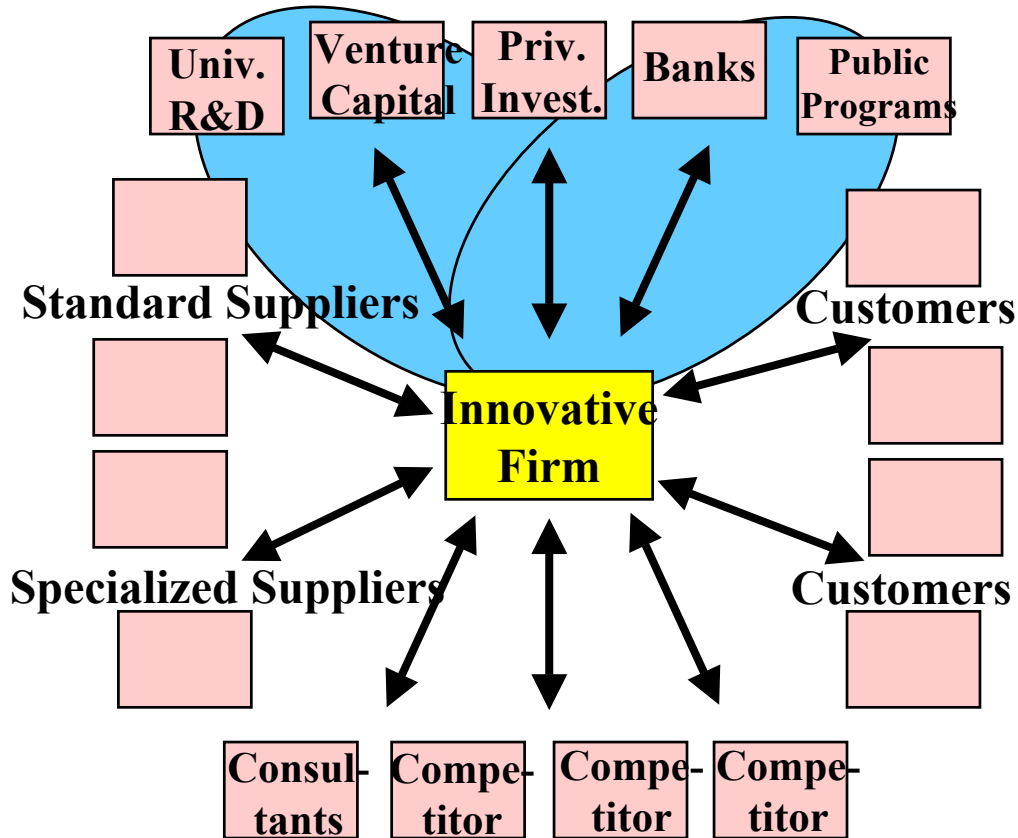 Univ.
R&D
Venture
Capital
Priv.
Invest.
Banks
Public
Programs
Standard Suppliers
Customers
Innovative
Firm
Specialized Suppliers
Customers
Consul-
tants
Compe-
titor
Compe-
titor
Compe-
titor